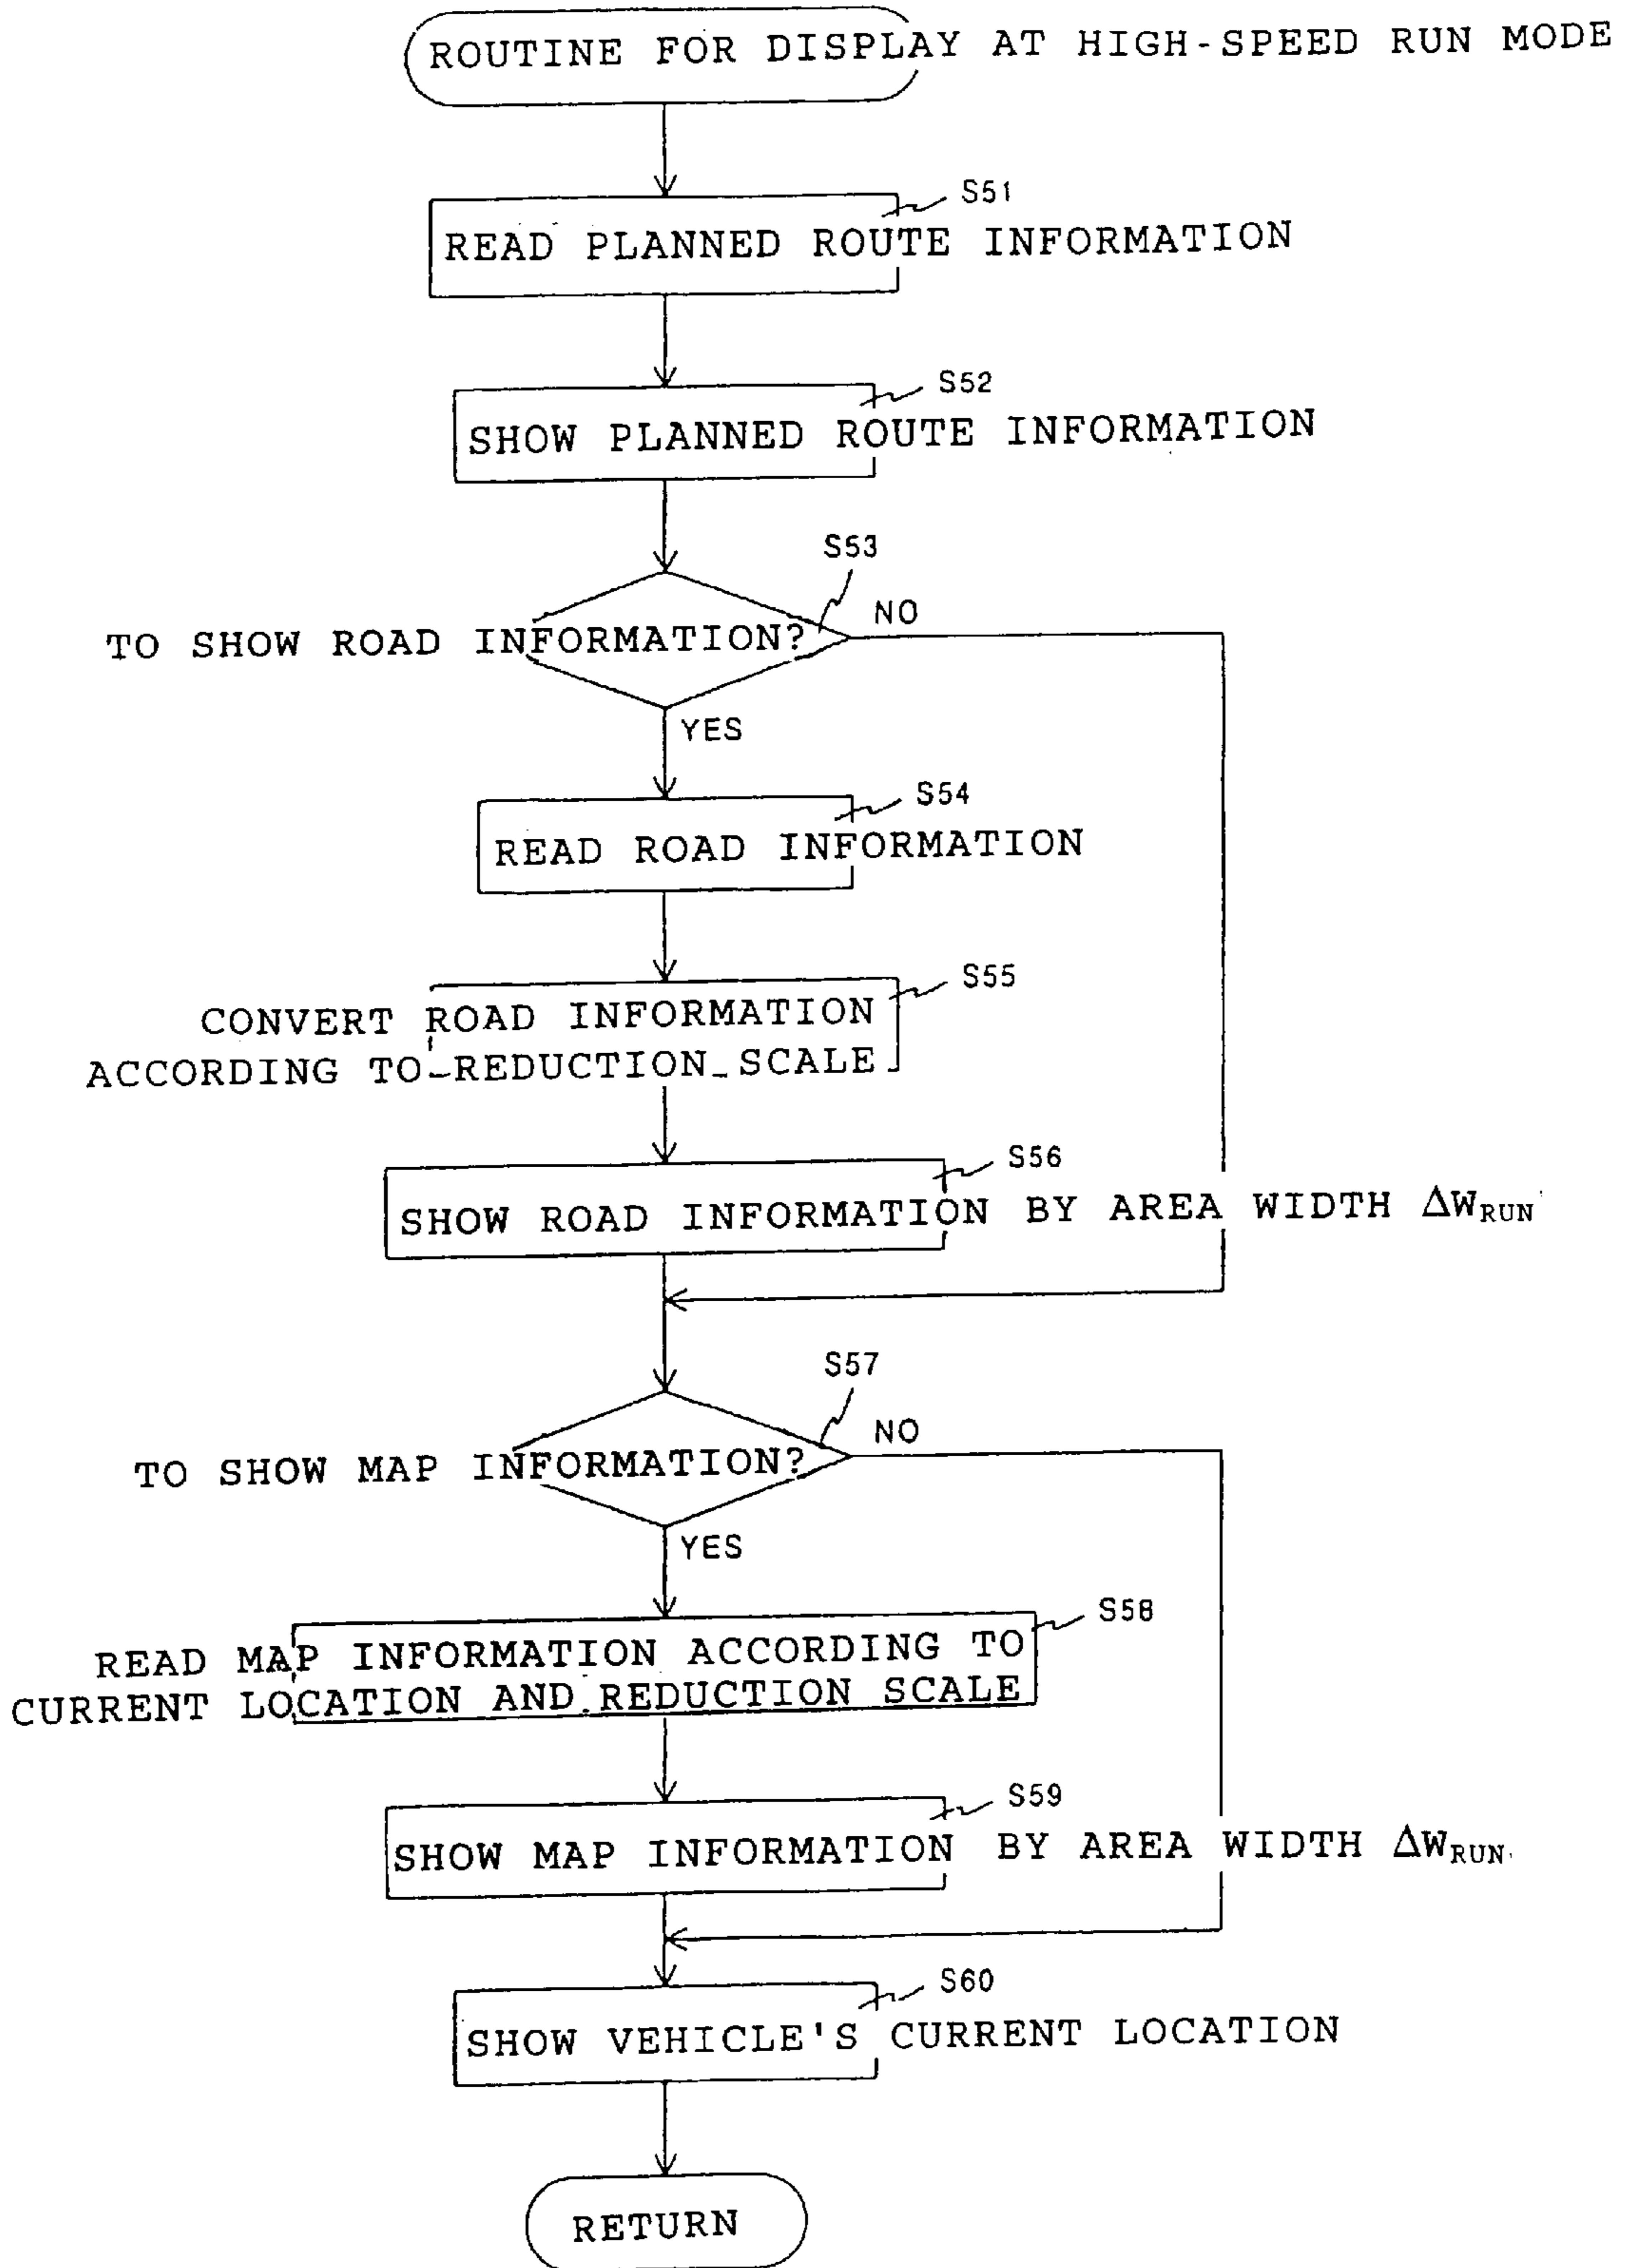 ROUTINE FOR DISPLAY AT HIGH-SPEED RUN MODE
S51
READ PLANNED ROUTE INFORMATION
S52
SHOW PLANNED ROUTE INFORMATION
S53
TO SHOW ROAD INFORMATION?
NO
YES
S54
READ ROAD INFORMATION
S55
CONVERT ROAD INFORMATION
ACCORDING TO REDUCTION SCALE
S56
SHOW ROAD INFORMATION BY AREA WIDTH ΔWRUN
S57
TO SHOW MAP INFORMATION?
NO
YES
S58
READ MAP INFORMATION ACCORDING TO
CURRENT LOCATION AND REDUCTION SCALE
S59
SHOW MAP INFORMATION BY AREA WIDTH ΔWRUN
S60
SHOW VEHICLE'S CURRENT LOCATION
RETURN